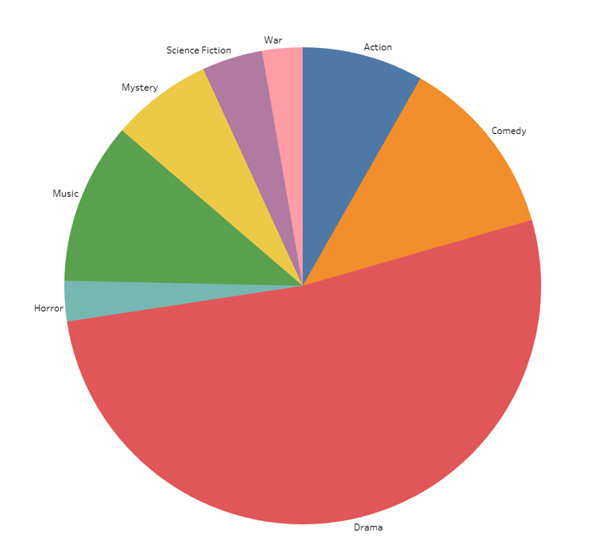 War
Action
Science Fiction
Mystery
Comedy
Music
Horror
Drama